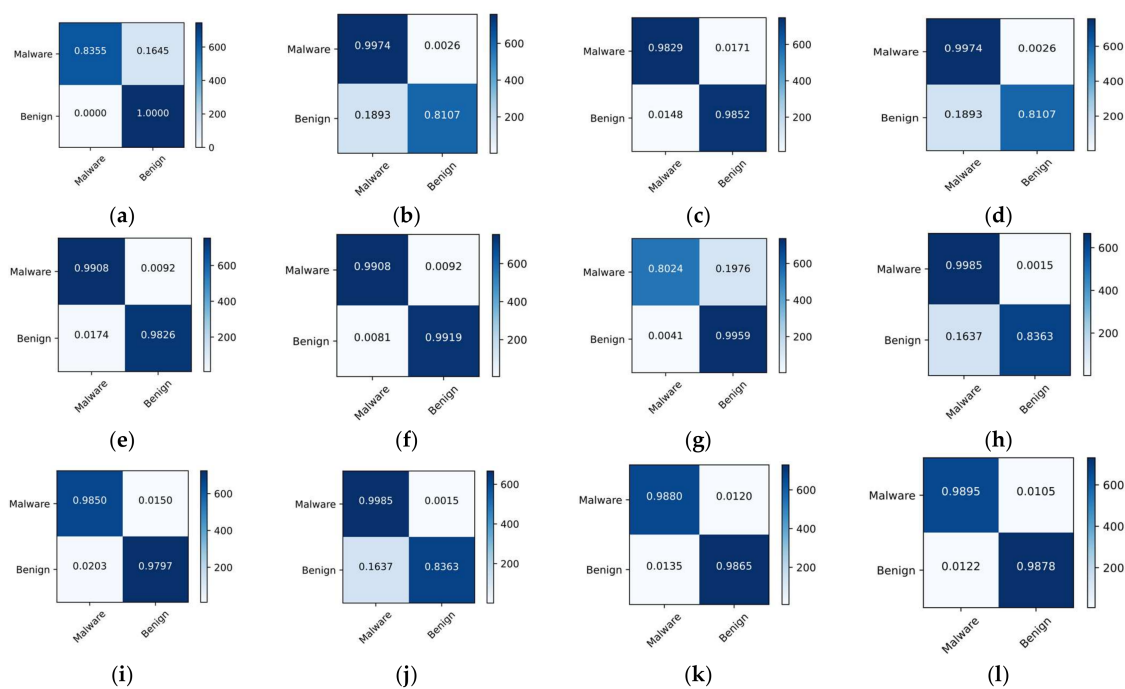 Malware 0.8355 0.1645 600
400
Benign 0.0000 1.0000 200
0
Malware Benign
(a)
Malware 0.9974 0.0026 600
400
Benign 0.1893 0.8107 200
Malware Benign
(b)
Malware 0.9829 0.0171 600
400
Benign 0.0148 0.9852 200
Malware Benign
(c)
Malware 0.9974 0.0026 600
400
Benign 0.1893 0.8107 200
Malware Benign
(d)
Malware 0.9908 0.0092 600
400
Benign 0.0174 0.9826 200
Malware Benign
(e)
Malware 0.9908 0.0092 600
400
Benign 0.0081 0.9919 200
Malware Benign
(f)
Malware 0.8024 0.1976 600
400
Benign 0.0041 0.9959 200
Malware Benign
(g)
Malware 0.9985 0.0015 600
400
Benign 0.1637 0.8363 200
Malware Benign
(h)
Malware 0.9850 0.0150 600
400
Benign 0.0203 0.9797 200
Malware Benign
(i)
Malware 0.9985 0.0015 600
400
Benign 0.1637 0.8363 200
Malware Benign
(j)
Malware 0.9880 0.0120 600
400
Benign 0.0135 0.9865 200
Malware Benign
(k)
Malware 0.9895 0.0105 600
400
Benign 0.0122 0.9878 200
Malware Benign
(l)